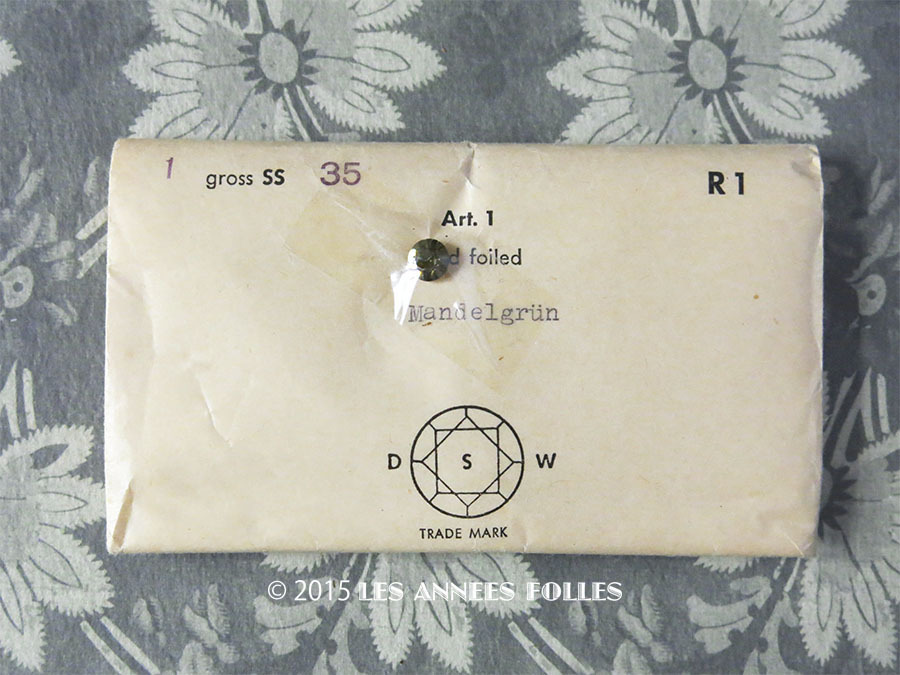 1 gross SS 35 R1
Art. 1
foiled
Mandelgrün
D S W
TRADE MARK
© 2015 LES ANNEES FOLLES